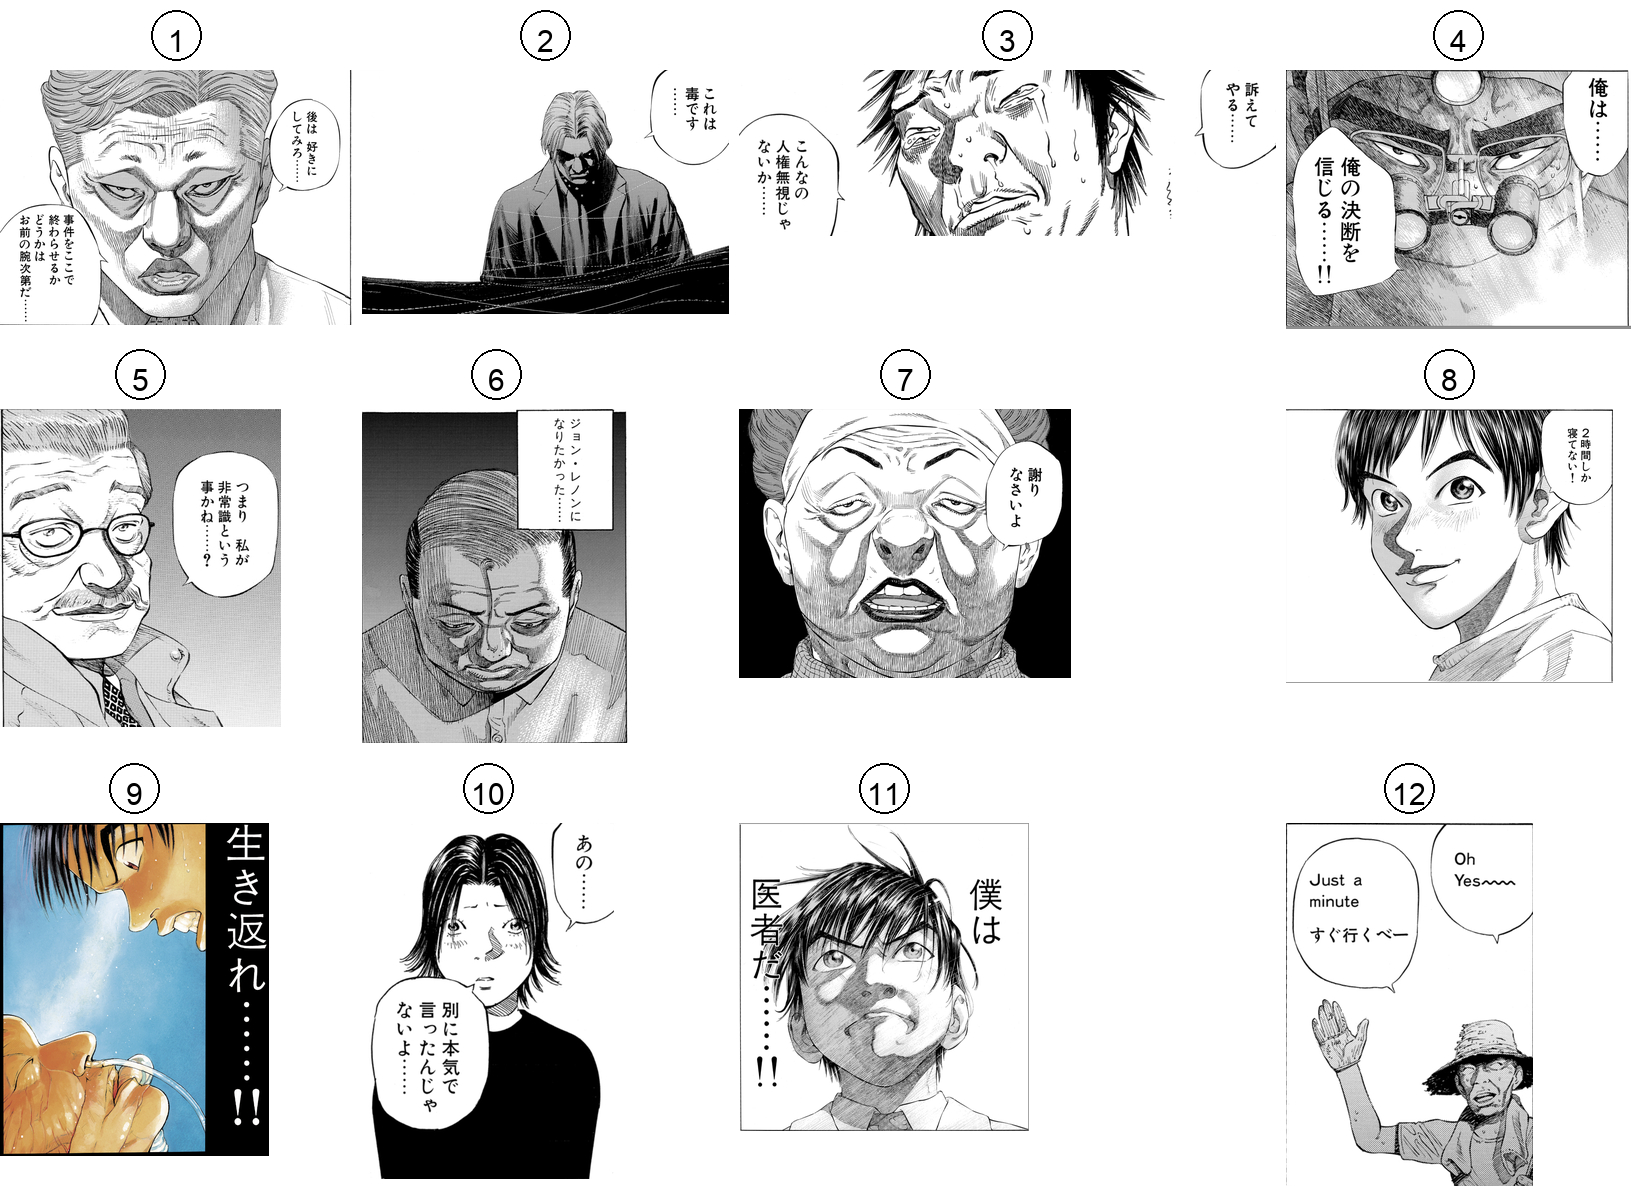 1
後は 好きに
してみろ……
事件をここで
終わらせるか
どうかは
お前の腕次第だ……
2
これは
毒です
……
3
訴えて
やる……
こんなの
人権無視じゃ
ないか……
4
俺は……
俺の決断を
信じる……!!
5
つまり 私が
非常識という
事かね……?
6
ジョン・レノンに
なりたかった……
7
謝り
なさいよ
8
2時間しか
寝てない!
9
生き返れ……!!
10
あの……
別に本気で
言ったんじゃ
ないよ……
11
僕は
医者だ……!!
12
Oh
Yes〜〜
Just a
minute
すぐ行くべー